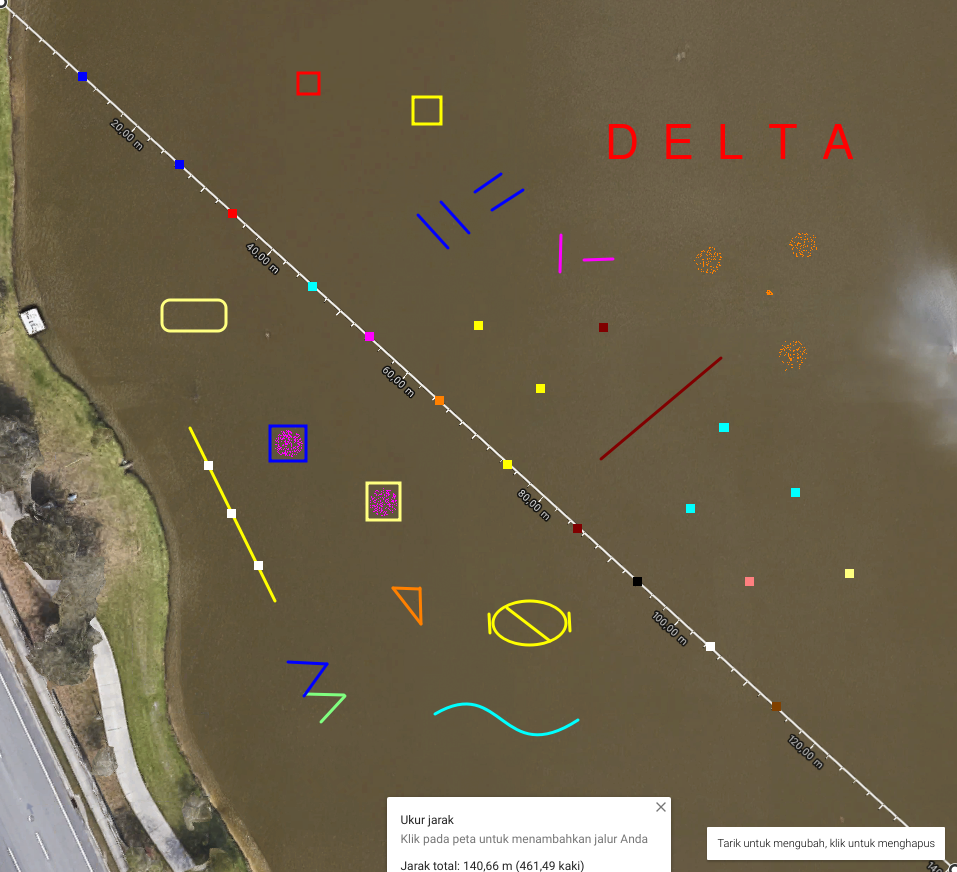 DELTA
20,00 m
40,00 m
60,00 m
80,00 m
100,00 m
120,00 m
Ukur jarak
Klik pada peta untuk menambahkan jalur Anda
Jarak total: 140,66 m (461,49 kaki)
Tarik untuk mengubah, klik untuk menghapus